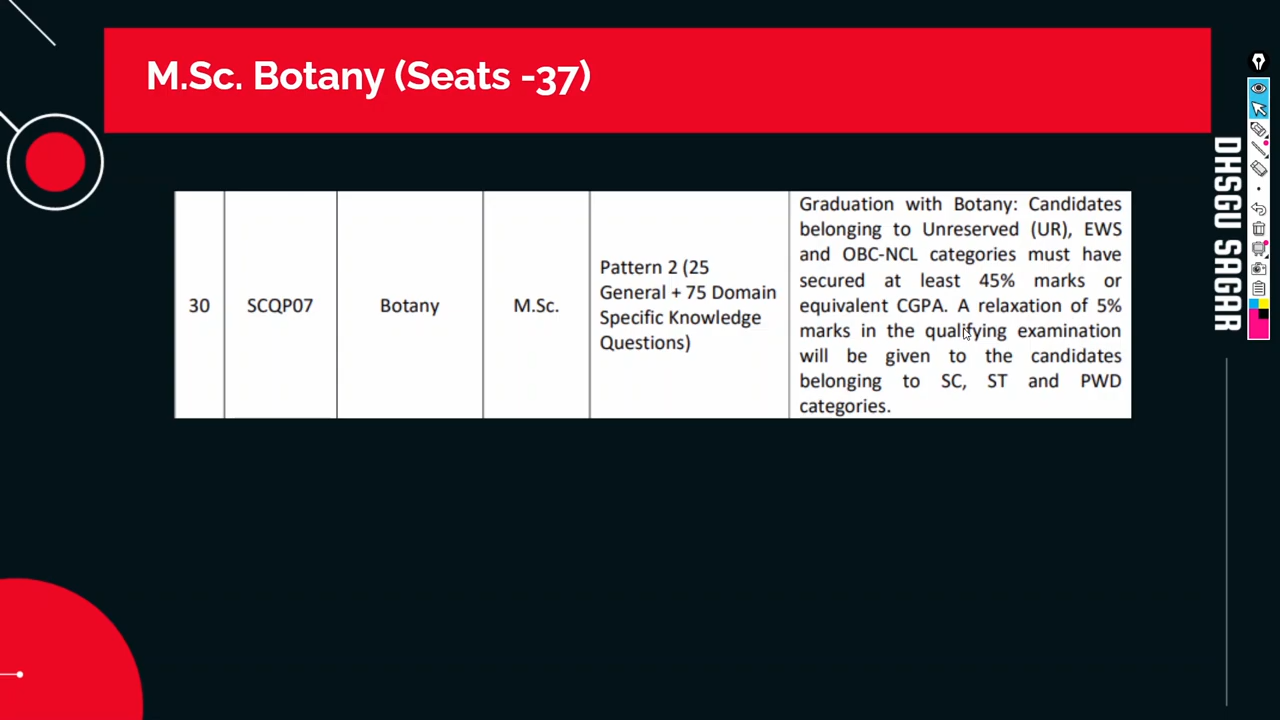 M.Sc. Botany (Seats -37)
30
SCQP07
Botany
M.Sc.
Pattern 2 (25
General + 75 Domain
Specific Knowledge
Questions)
Graduation with Botany: Candidates
belonging to Unreserved (UR), EWS
and OBC-NCL categories must have
secured at least 45% marks or
equivalent CGPA. A relaxation of 5%
marks in the qualifying examination
will be given to the candidates
belonging to SC, ST and PWD
categories.
DHSGU SAGAR